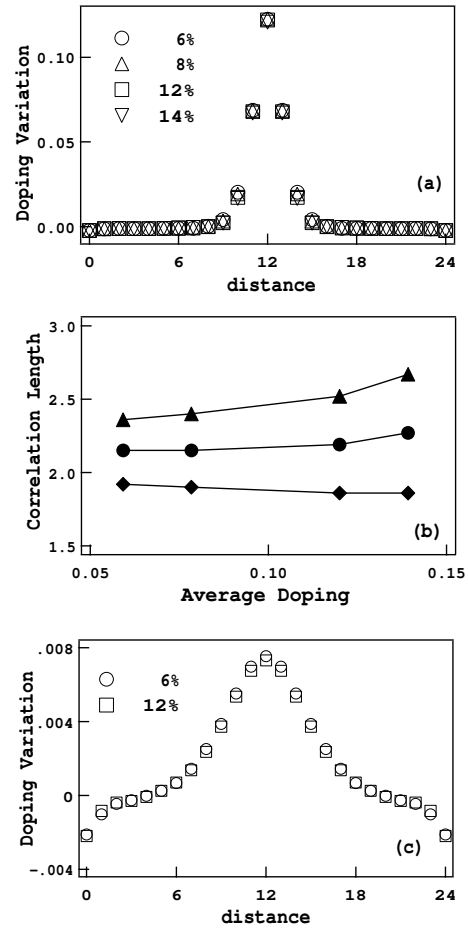 0.10
0.05
0.00
Doping Variation
6%
8%
12%
14%
(a)
0 6 12 18 24
distance
3.0
2.5
2.0
1.5
Correlation Length
(b)
0.05 0.10 0.15
Average Doping
.008
.004
0
-.004
Doping Variation
6%
12%
(c)
0 6 12 18 24
distance